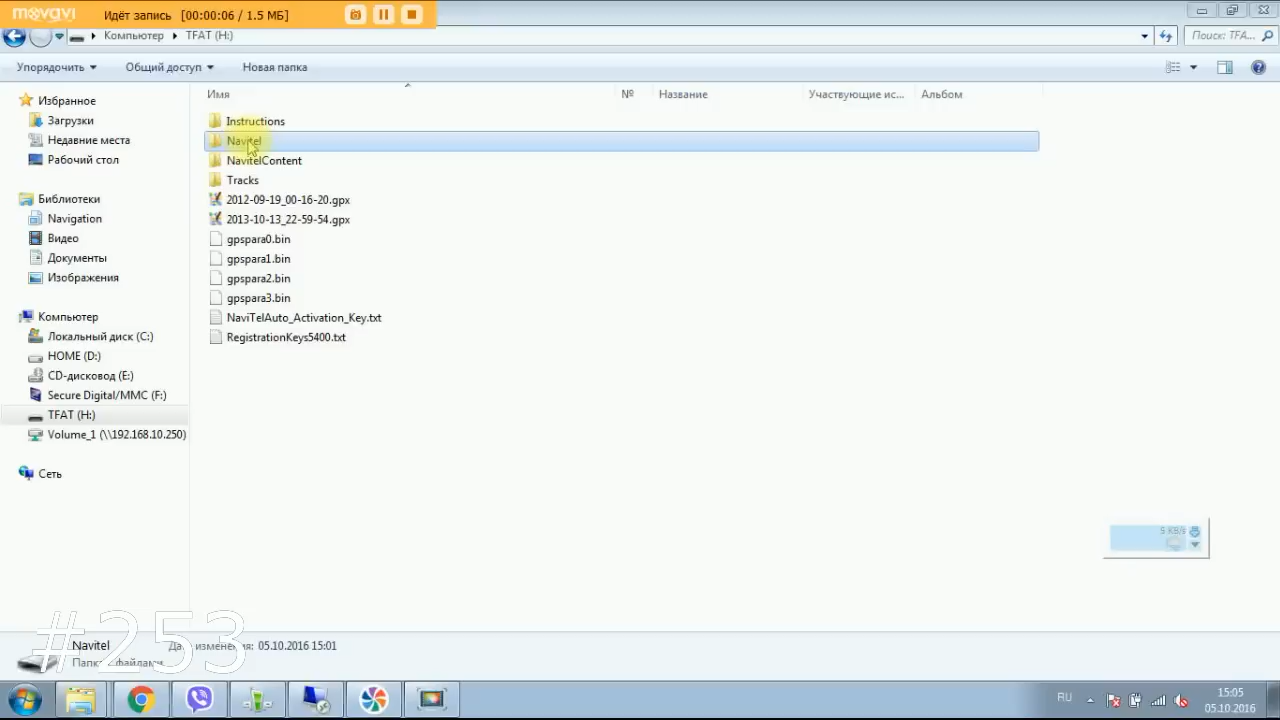 movavi
Идёт запись [00:00:06 / 1.5 МБ]
Компьютер TFAT (H:)
Поиск: TFA...
Упорядочить Общий доступ Новая папка
Имя № Название Участвующие ис... Альбом
Избранное
Загрузки
Недавние места
Рабочий стол
Библиотеки
Navigation
Видео
Документы
Изображения
Компьютер
Локальный диск (C:)
HOME (D:)
CD-дисковод (E:)
Secure Digital/MMC (F:)
TFAT (H:)
Volume_1 (\\192.168.10.250)
Сеть
Instructions
Navitel
NavitelContent
Tracks
2012-09-19_00-16-20.gpx
2013-10-13_22-59-54.gpx
gpspara0.bin
gpspara1.bin
gpspara2.bin
gpspara3.bin
NaviTelAuto_Activation_Key.txt
RegistrationKeys5400.txt
5 KB/s
#253
Navitel Дата изменения: 05.10.2016 15:01
Папка с файлами
RU
15:05
05.10.2016